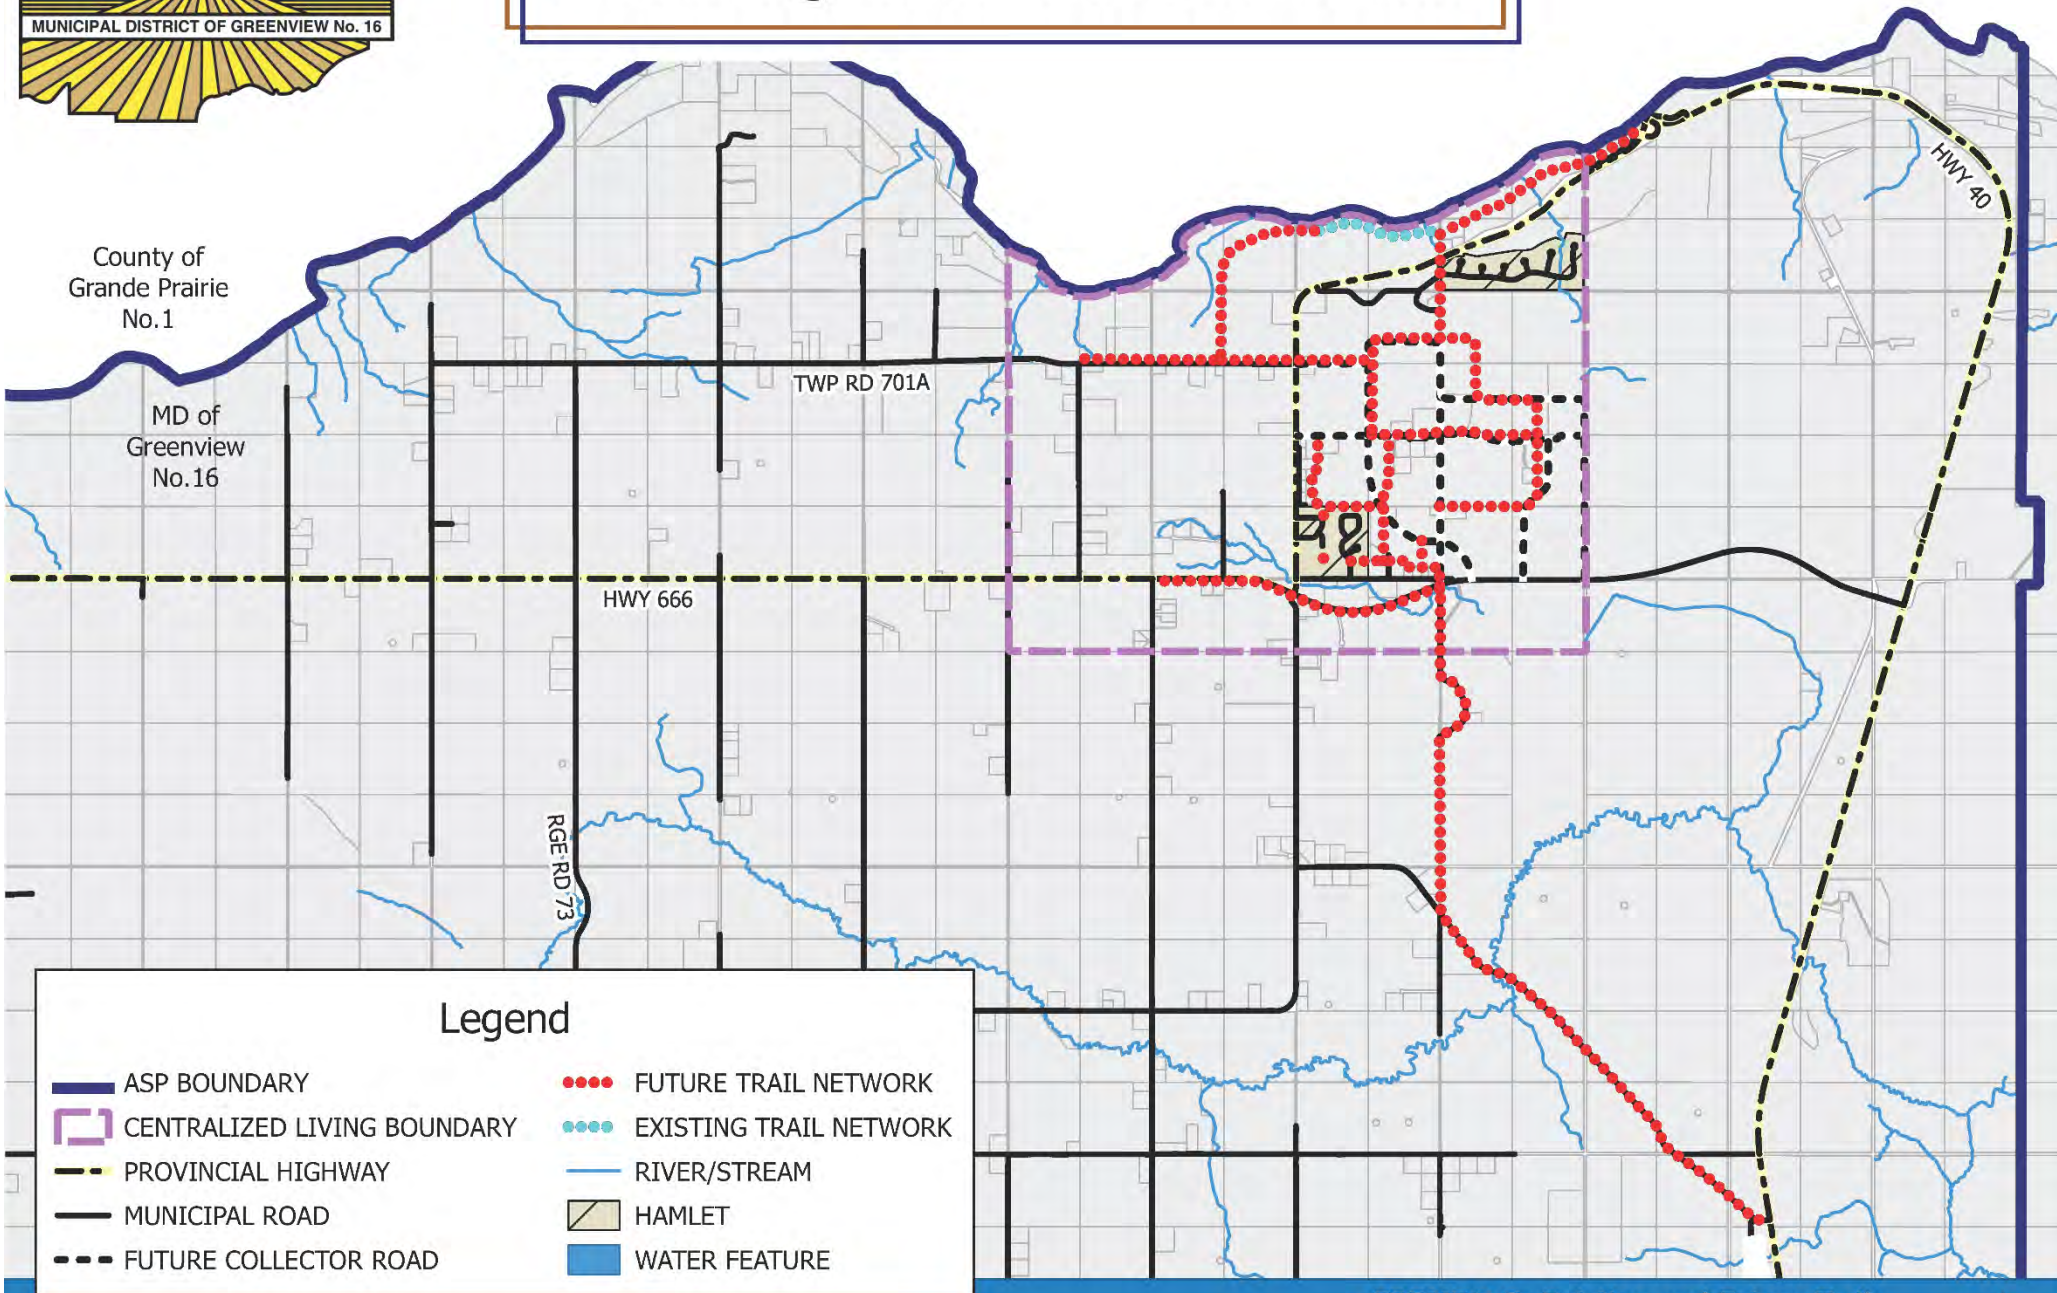 MUNICIPAL DISTRICT OF GREENVIEW No. 16
HWY 40
County of
Grande Prairie
No.1
TWP RD 701A
MD of
Greenview
No.16
HWY 666
RGE RD 73
Legend
ASP BOUNDARY
CENTRALIZED LIVING BOUNDARY
PROVINCIAL HIGHWAY
MUNICIPAL ROAD
FUTURE COLLECTOR ROAD
FUTURE TRAIL NETWORK
EXISTING TRAIL NETWORK
RIVER/STREAM
HAMLET
WATER FEATURE